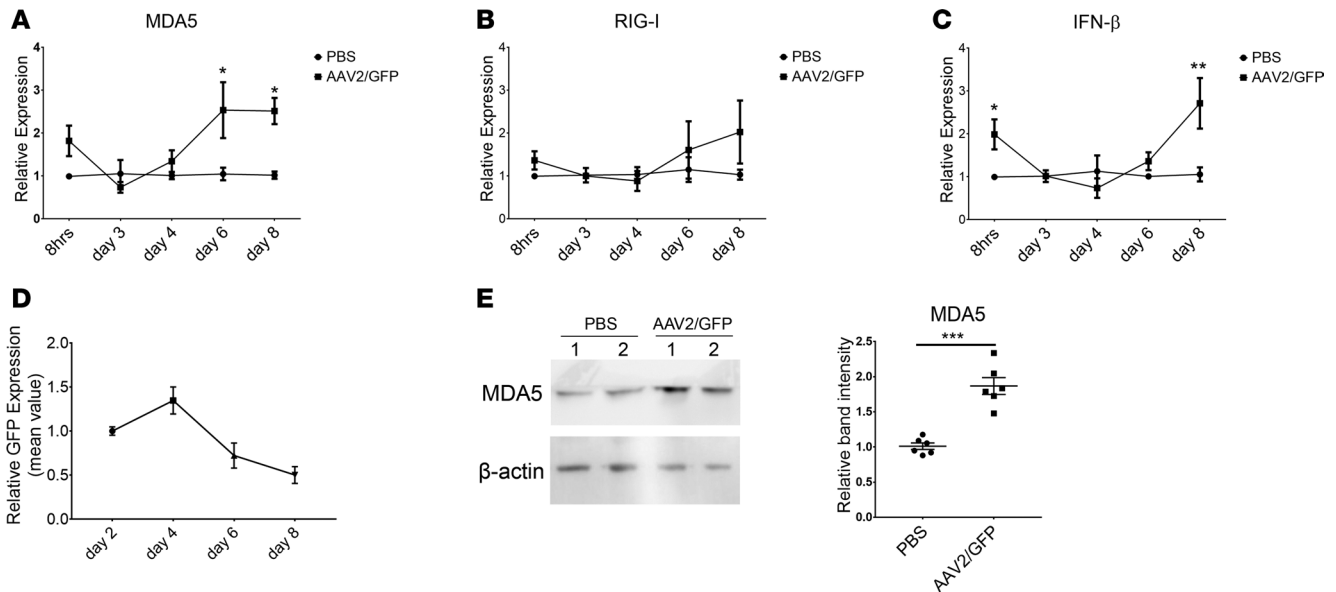 A
MDA5
Relative Expression
4
3
2
1
0
8hrs
day 3
day 4
day 6
day 8
*
*
PBS
AAV2/GFP
B
RIG-I
Relative Expression
4
3
2
1
0
8hrs
day 3
day 4
day 6
day 8
PBS
AAV2/GFP
C
IFN-β
Relative Expression
4
3
2
1
0
8hrs
day 3
day 4
day 6
day 8
*
**
PBS
AAV2/GFP
D
Relative GFP Expression
(mean value)
2.0
1.5
1.0
0.5
0.0
day 2
day 4
day 6
day 8
E
PBS AAV2/GFP
1 2 1 2
MDA5
β-actin
MDA5
Relative band intensity
2.5
2.0
1.5
1.0
0.5
0.0
***
PBS
AAV2/GFP